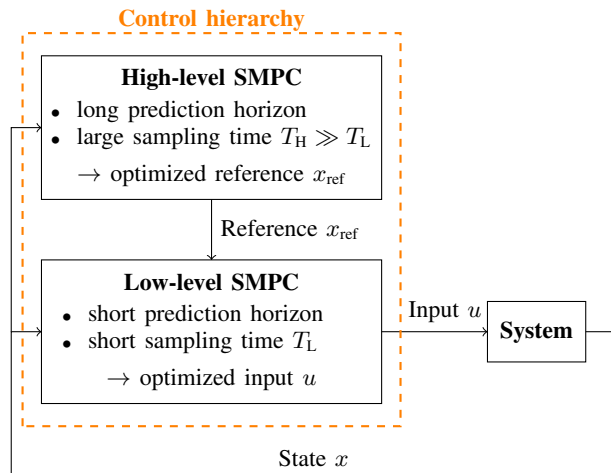 Control hierarchy
High-level SMPC
• long prediction horizon
• large sampling time T_H ≫ T_L
→ optimized reference x_ref
Reference x_ref
Low-level SMPC
• short prediction horizon
• short sampling time T_L
→ optimized input u
Input u
System
State x